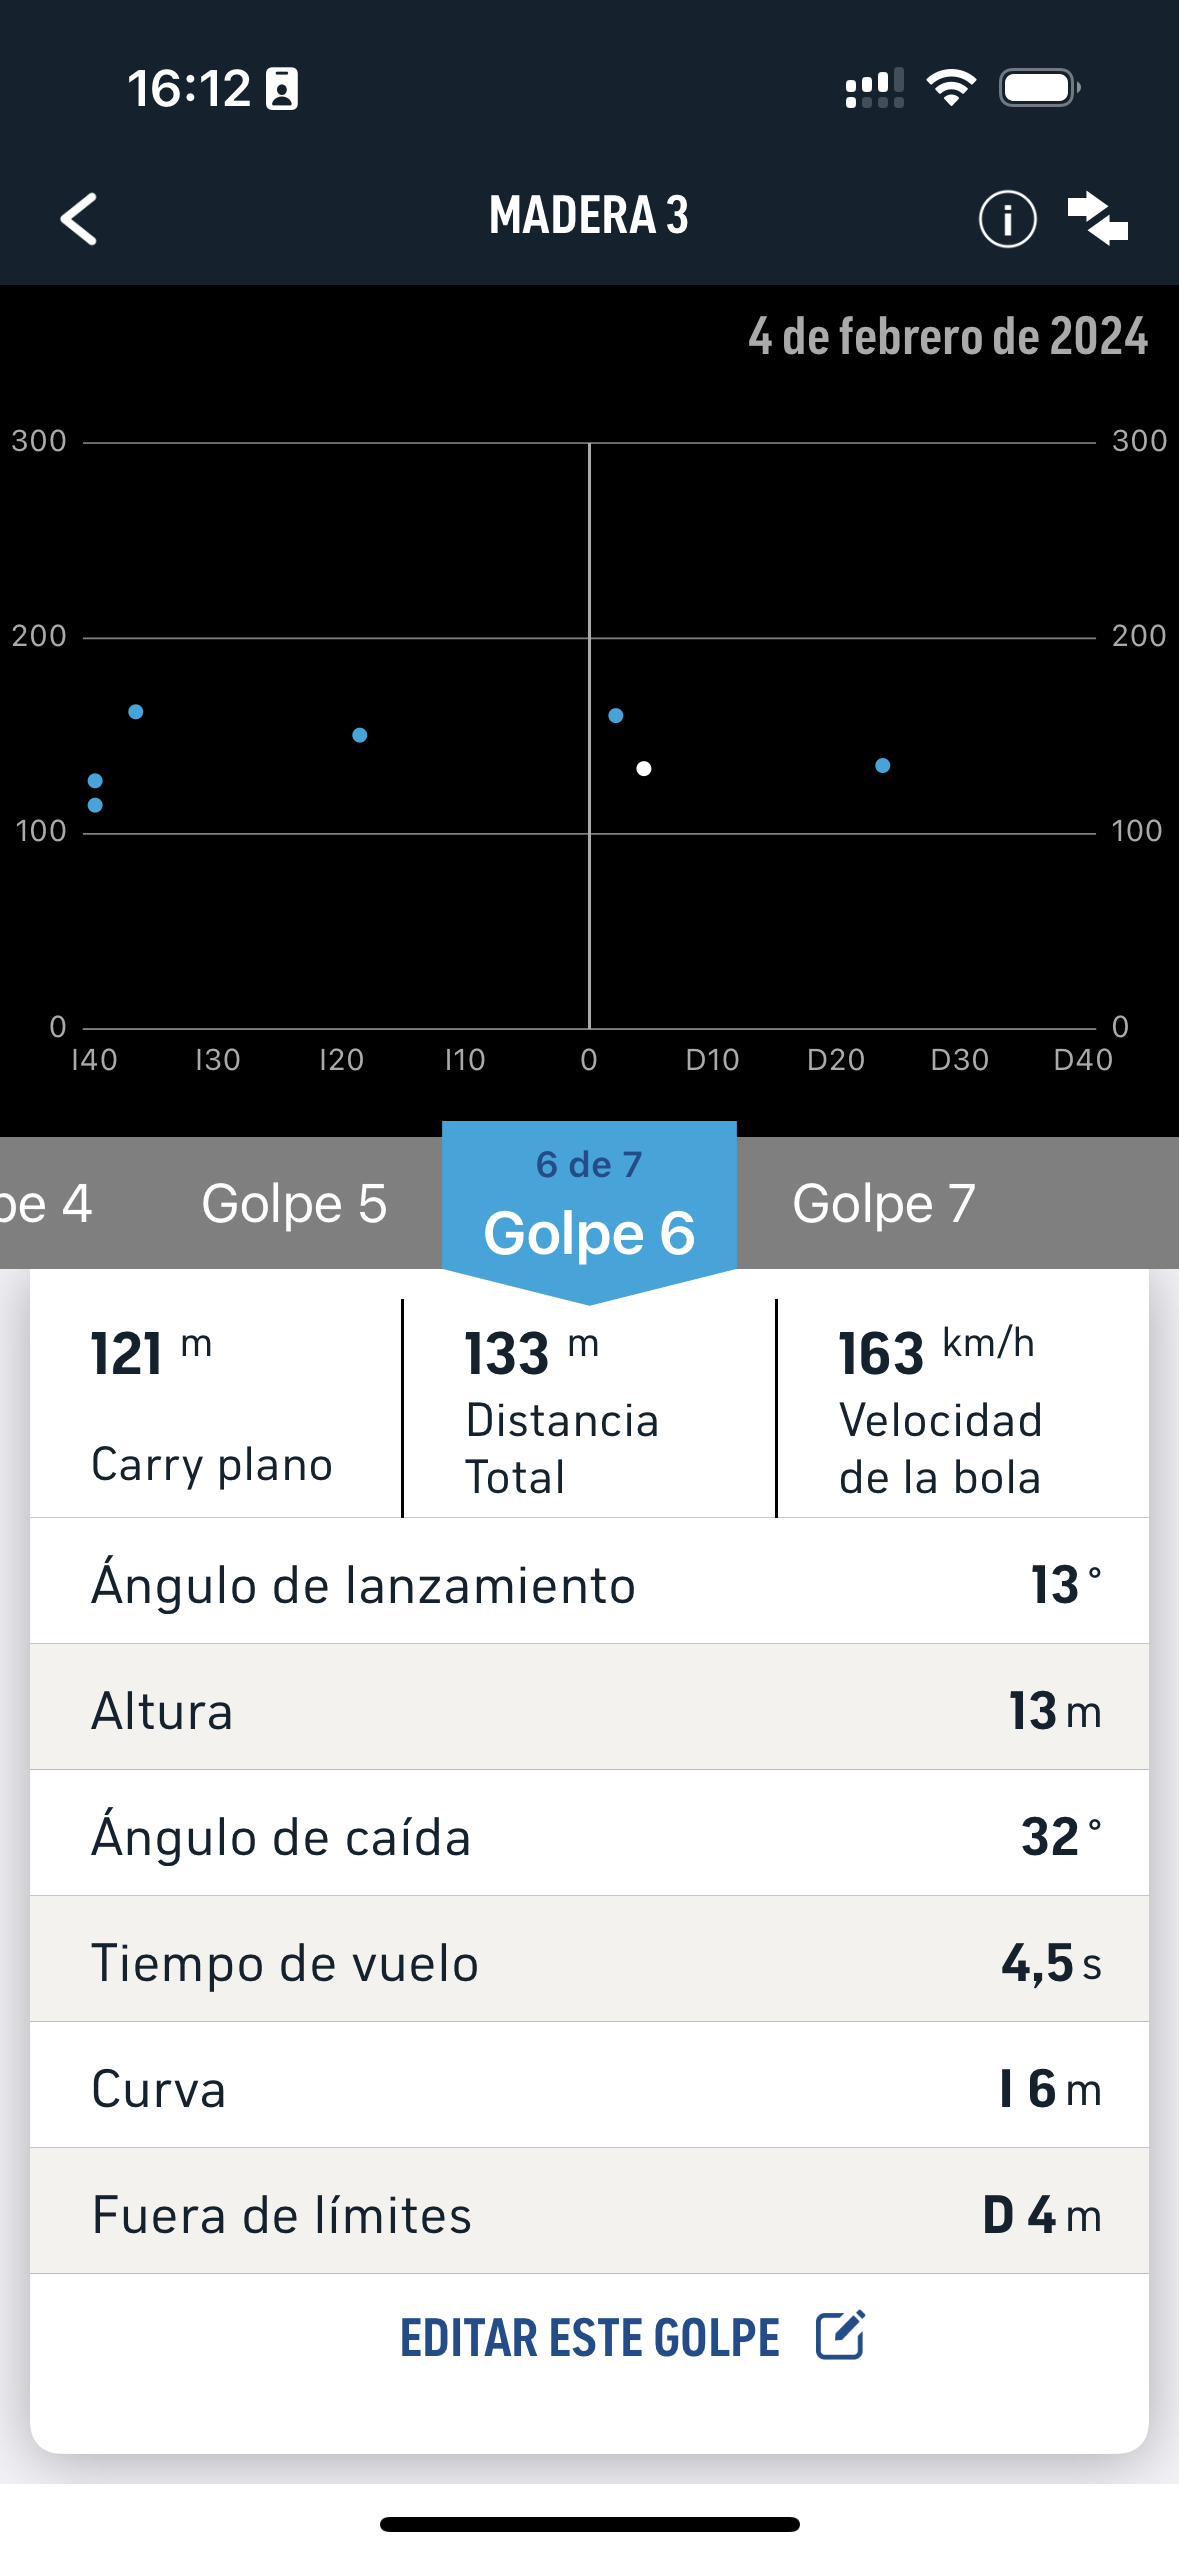 16:12
MADERA 3
4 de febrero de 2024
300 300
200 200
100 100
0 0
I40 I30 I20 I10 0 D10 D20 D30 D40
pe 4 Golpe 5 6 de 7 Golpe 7
Golpe 6
121 m 133 m 163 km/h
Carry plano Distancia Total Velocidad de la bola
Ángulo de lanzamiento 13°
Altura 13 m
Ángulo de caída 32°
Tiempo de vuelo 4,5 s
Curva I 6 m
Fuera de límites D 4 m
EDITAR ESTE GOLPE